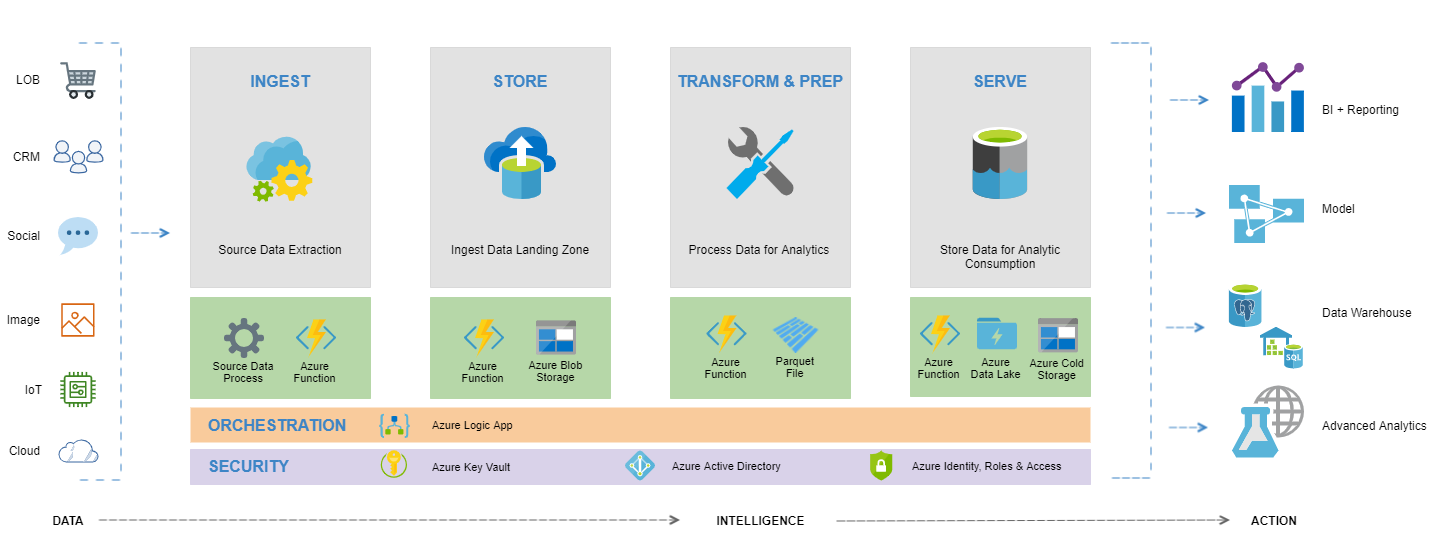 LOB
CRM
Social
Image
IoT
Cloud
INGEST
Source Data Extraction
Source Data
Process
Azure
Function
STORE
Ingest Data Landing Zone
Azure
Function
Azure Blob
Storage
TRANSFORM & PREP
Process Data for Analytics
Azure
Function
Parquet
File
SERVE
Store Data for Analytic
Consumption
Azure
Function
Azure
Data Lake
Azure Cold
Storage
ORCHESTRATION
Azure Logic App
SECURITY
Azure Key Vault
Azure Active Directory
Azure Identity, Roles & Access
BI + Reporting
Model
Data Warehouse
SQL
Advanced Analytics
DATA
INTELLIGENCE
ACTION